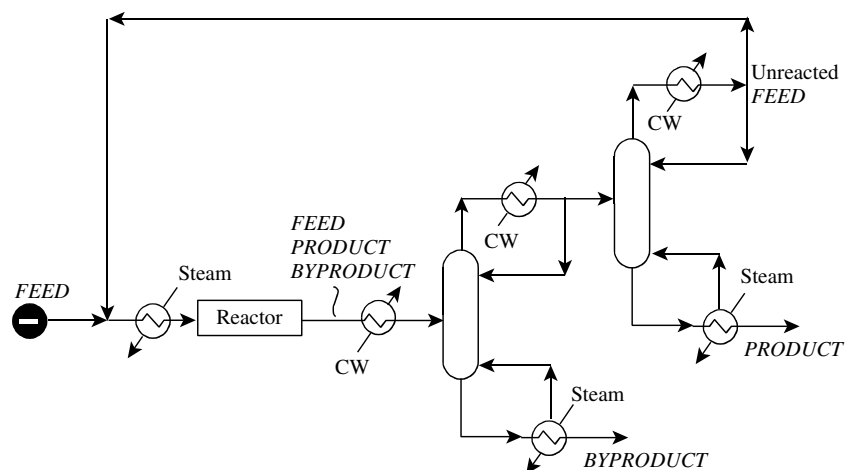 Unreacted
FEED
CW
FEED
PRODUCT
BYPRODUCT
CW
FEED
Steam
Steam
Reactor
CW
PRODUCT
Steam
BYPRODUCT